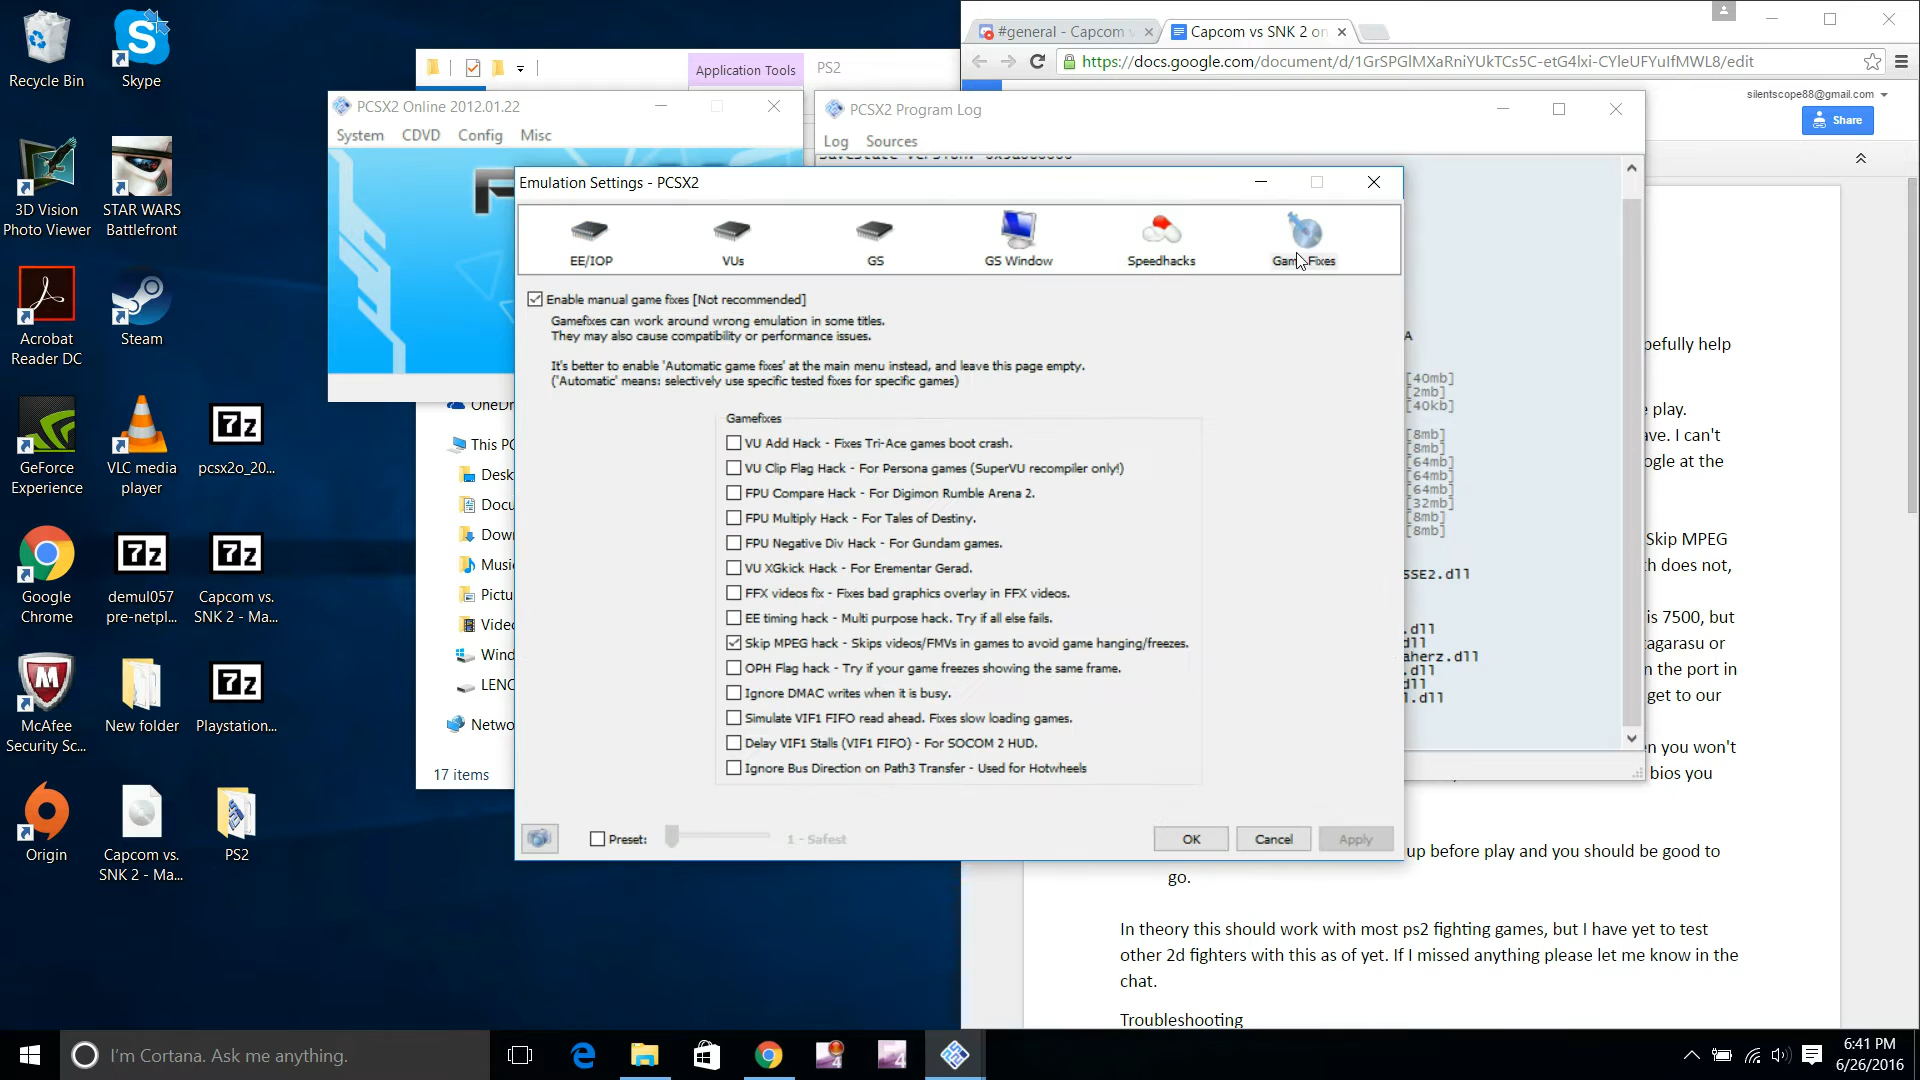 Recycle Bin
Skype
3D Vision
Photo Viewer
STAR WARS
Battlefront
Acrobat
Reader DC
Steam
GeForce
Experience
VLC media
player
pcsx2o_20...
Google
Chrome
demul057
pre-netpl...
Capcom vs.
SNK 2 - Ma...
McAfee
Security Sc...
New folder
Playstation...
Origin
Capcom vs.
SNK 2 - Ma...
PS2
Application Tools
PS2
This PC
Music
17 items
PCSX2 Online 2012.01.22
System CDVD Config Misc
PCSX2 Program Log
Log Sources
[40mb]
[2mb]
[40kb]
[8mb]
[8mb]
[64mb]
[64mb]
[64mb]
[32mb]
[8mb]
[8mb]
SSE2.dll
.dll
aherz.dll
.dll
Emulation Settings - PCSX2
EE/IOP
VUs
GS
GS Window
Speedhacks
Game Fixes
Enable manual game fixes [Not recommended]
Gamefixes can work around wrong emulation in some titles.
They may also cause compatibility or performance issues.
It's better to enable 'Automatic game fixes' at the main menu instead, and leave this page empty.
('Automatic' means: selectively use specific tested fixes for specific games)
Gamefixes
VU Add Hack - Fixes Tri-Ace games boot crash.
VU Clip Flag Hack - For Persona games (SuperVU recompiler only!)
FPU Compare Hack - For Digimon Rumble Arena 2.
FPU Multiply Hack - For Tales of Destiny.
FPU Negative Div Hack - For Gundam games.
VU XGkick Hack - For Erementar Gerad.
FFX videos fix - Fixes bad graphics overlay in FFX videos.
EE timing hack - Multi purpose hack. Try if all else fails.
Skip MPEG hack - Skips videos/FMVs in games to avoid game hanging/freezes.
OPH Flag hack - Try if your game freezes showing the same frame.
Ignore DMAC writes when it is busy.
Simulate VIF1 FIFO read ahead. Fixes slow loading games.
Delay VIF1 Stalls (VIF1 FIFO) - For SOCOM 2 HUD.
Ignore Bus Direction on Path3 Transfer - Used for Hotwheels
Preset:
1 - Safest
OK
Cancel
Apply
#general - Capcom
Capcom vs SNK 2 on
https://docs.google.com/document/d/1GrSPGlMXaRniYUkTCs5C-etG4lxi-CYleUFYuIfMWL8/edit
silentscope88@gmail.com
Share
help
play.
I can't
at the
Skip MPEG
does not,
is 7500, but
or
the port in
get to our
you won't
bios you
up before play and you should be good to
go.
In theory this should work with most ps2 fighting games, but I have yet to test
other 2d fighters with this as of yet. If I missed anything please let me know in the
chat.
Troubleshooting
I'm Cortana. Ask me anything.
6:41 PM
6/26/2016